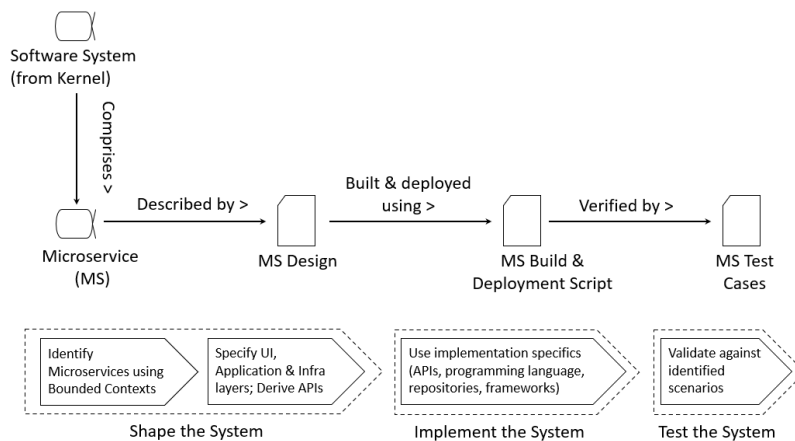 Software System
(from Kernel)
Comprises >
Described by >
Built & deployed
using >
Verified by >
Microservice
(MS)
MS Design
MS Build &
Deployment Script
MS Test
Cases
Identify
Microservices using
Bounded Contexts
Specify UI,
Application & Infra
layers; Derive APIs
Use implementation specifics
(APIs, programming language,
repositories, frameworks)
Validate against
identified
scenarios
Shape the System
Implement the System
Test the System